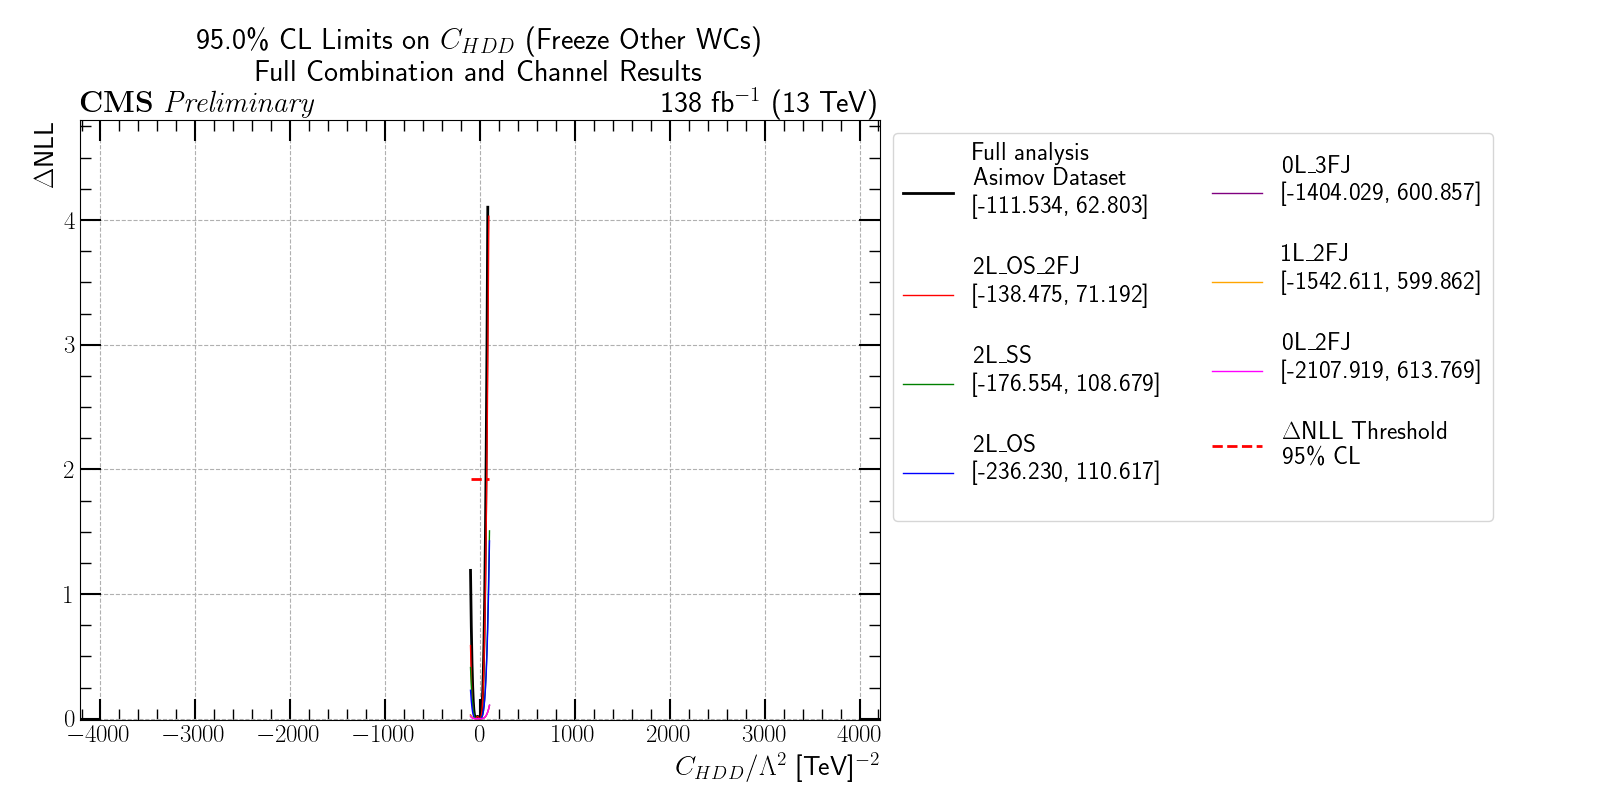 95.0% CL Limits on C_{HDD} (Freeze Other WCs)
Full Combination and Channel Results
CMS Preliminary
138 fb^{-1} (13 TeV)
ΔNLL
4
3
2
1
0
−4000 −3000 −2000 −1000 0 1000 2000 3000 4000
C_{HDD}/Λ^2 [TeV]^{-2}
Full analysis
Asimov Dataset
[-111.534, 62.803]
2L_OS_2FJ
[-138.475, 71.192]
2L_SS
[-176.554, 108.679]
2L_OS
[-236.230, 110.617]
0L_3FJ
[-1404.029, 600.857]
1L_2FJ
[-1542.611, 599.862]
0L_2FJ
[-2107.919, 613.769]
ΔNLL Threshold
95% CL